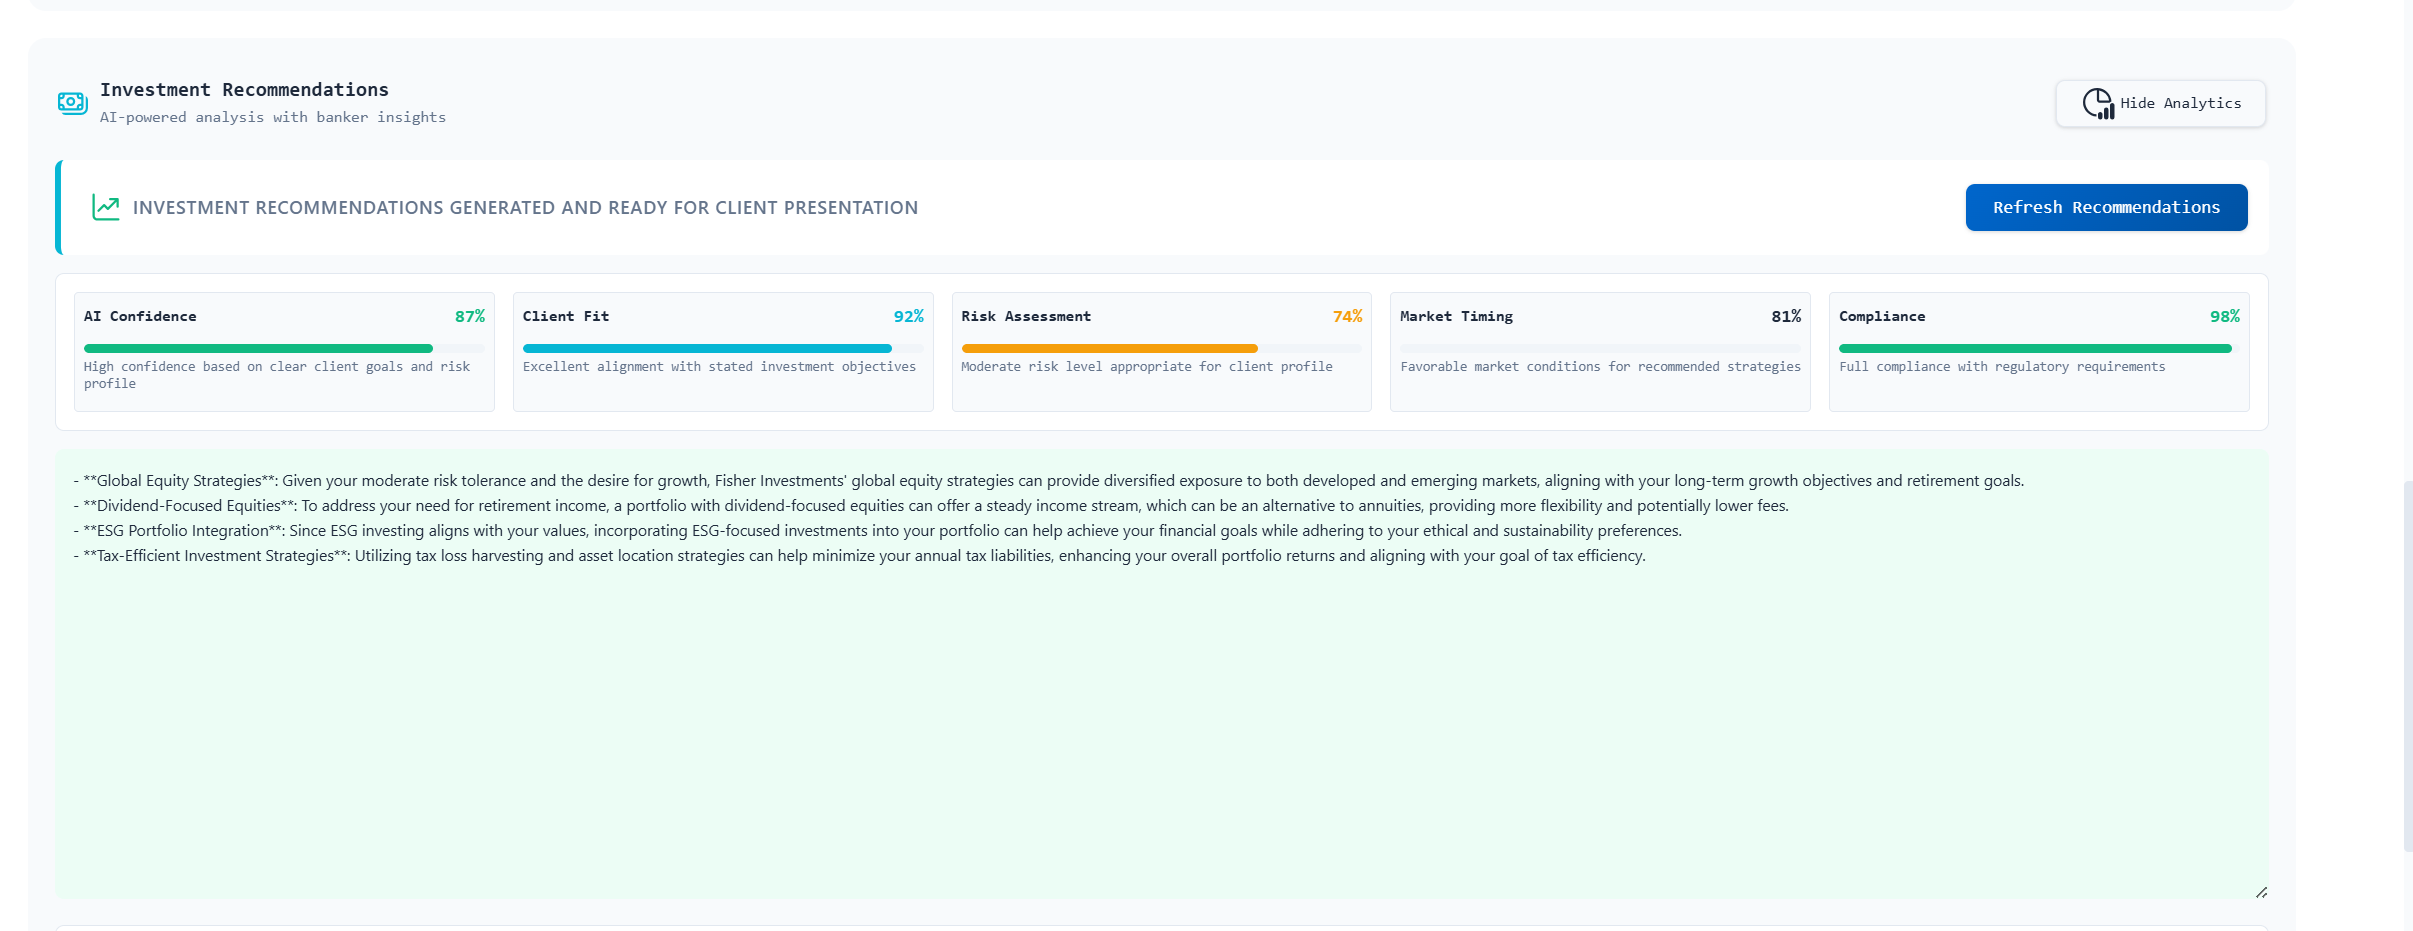 Investment Recommendations
AI-powered analysis with banker insights
Hide Analytics
INVESTMENT RECOMMENDATIONS GENERATED AND READY FOR CLIENT PRESENTATION
Refresh Recommendations
AI Confidence 87%
High confidence based on clear client goals and risk
profile
Client Fit 92%
Excellent alignment with stated investment objectives
Risk Assessment 74%
Moderate risk level appropriate for client profile
Market Timing 81%
Favorable market conditions for recommended strategies
Compliance 98%
Full compliance with regulatory requirements
- **Global Equity Strategies**: Given your moderate risk tolerance and the desire for growth, Fisher Investments' global equity strategies can provide diversified exposure to both developed and emerging markets, aligning with your long-term growth objectives and retirement goals.
- **Dividend-Focused Equities**: To address your need for retirement income, a portfolio with dividend-focused equities can offer a steady income stream, which can be an alternative to annuities, providing more flexibility and potentially lower fees.
- **ESG Portfolio Integration**: Since ESG investing aligns with your values, incorporating ESG-focused investments into your portfolio can help achieve your financial goals while adhering to your ethical and sustainability preferences.
- **Tax-Efficient Investment Strategies**: Utilizing tax loss harvesting and asset location strategies can help minimize your annual tax liabilities, enhancing your overall portfolio returns and aligning with your goal of tax efficiency.